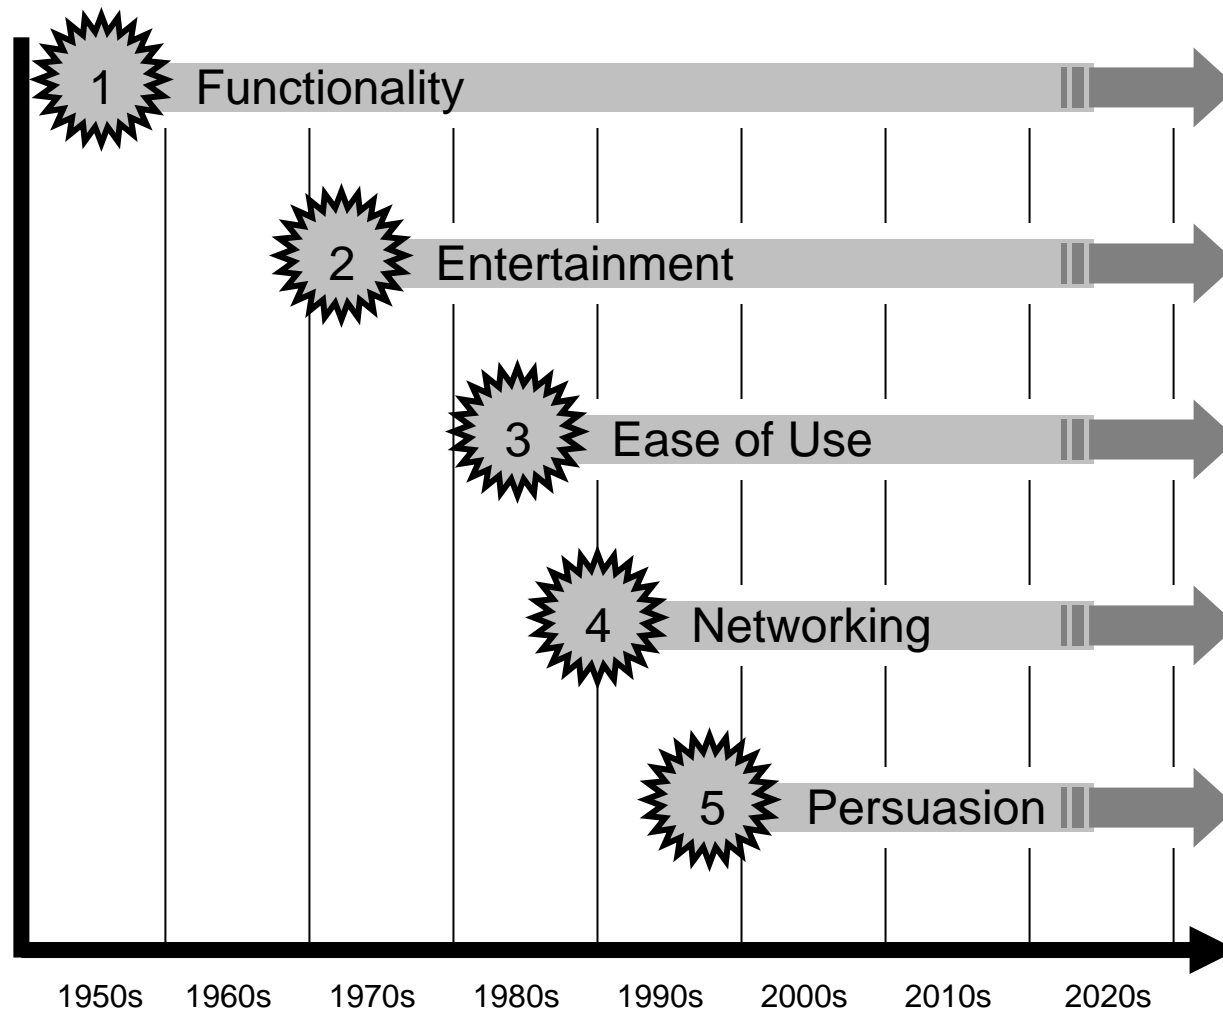 1 Functionality
2 Entertainment
3 Ease of Use
4 Networking
5 Persuasion
1950s 1960s 1970s 1980s 1990s 2000s 2010s 2020s